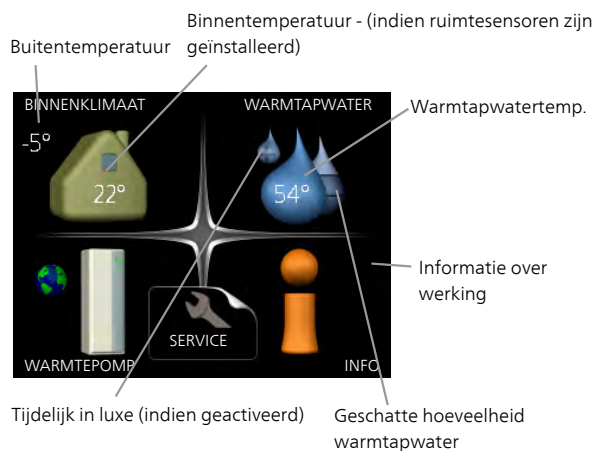 Binnentemperatuur - (indien ruimtesensoren zijn
geïnstalleerd)
Buitentemperatuur
BINNENKLIMAAT
WARMTAPWATER
Warmtapwatertemp.
-5°
22°
54°
Informatie over
werking
SERVICE
WARMTEPOMP
INFO
Tijdelijk in luxe (indien geactiveerd)
Geschatte hoeveelheid
warmtapwater